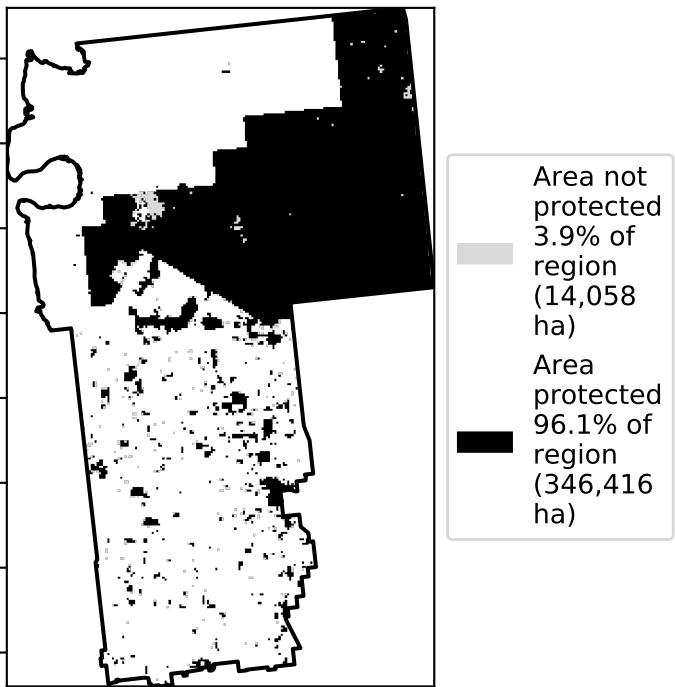 Area not
protected
3.9% of
region
(14,058
ha)
Area
protected
96.1% of
region
(346,416
ha)